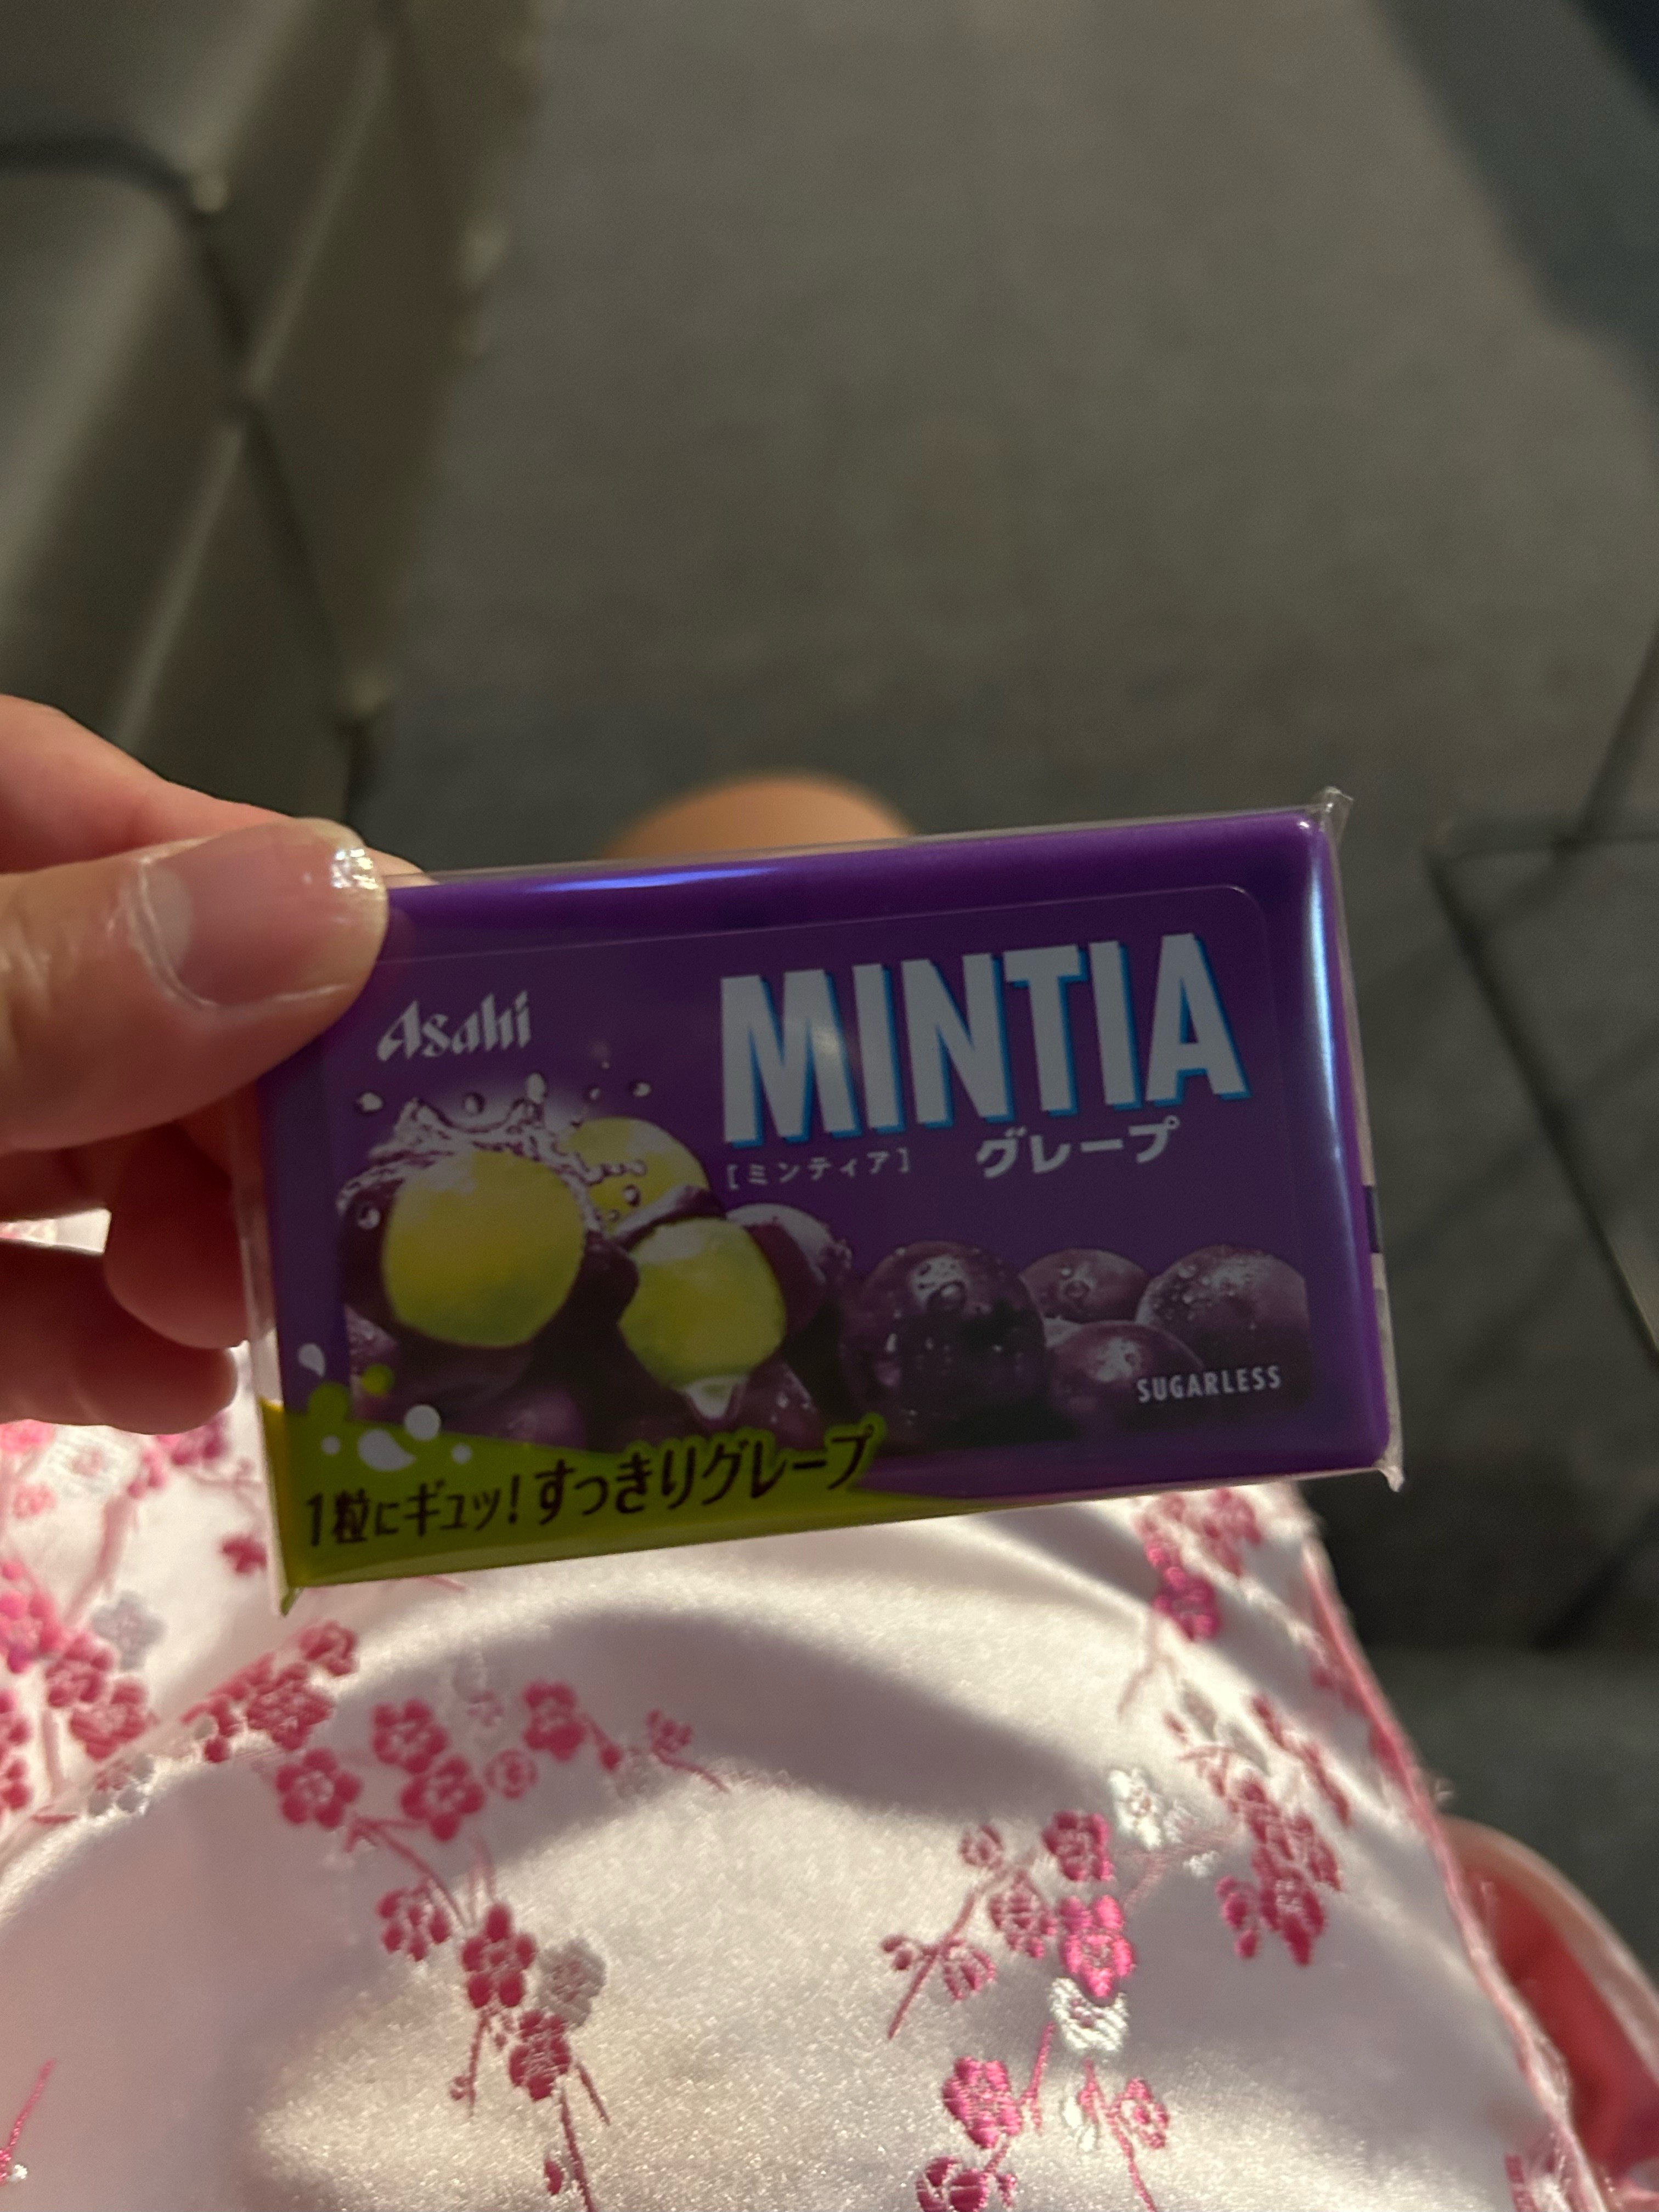 Asahi
MINTIA
[ミンティア] グレープ
SUGARLESS
1粒にギュッ!すっきりグレープ